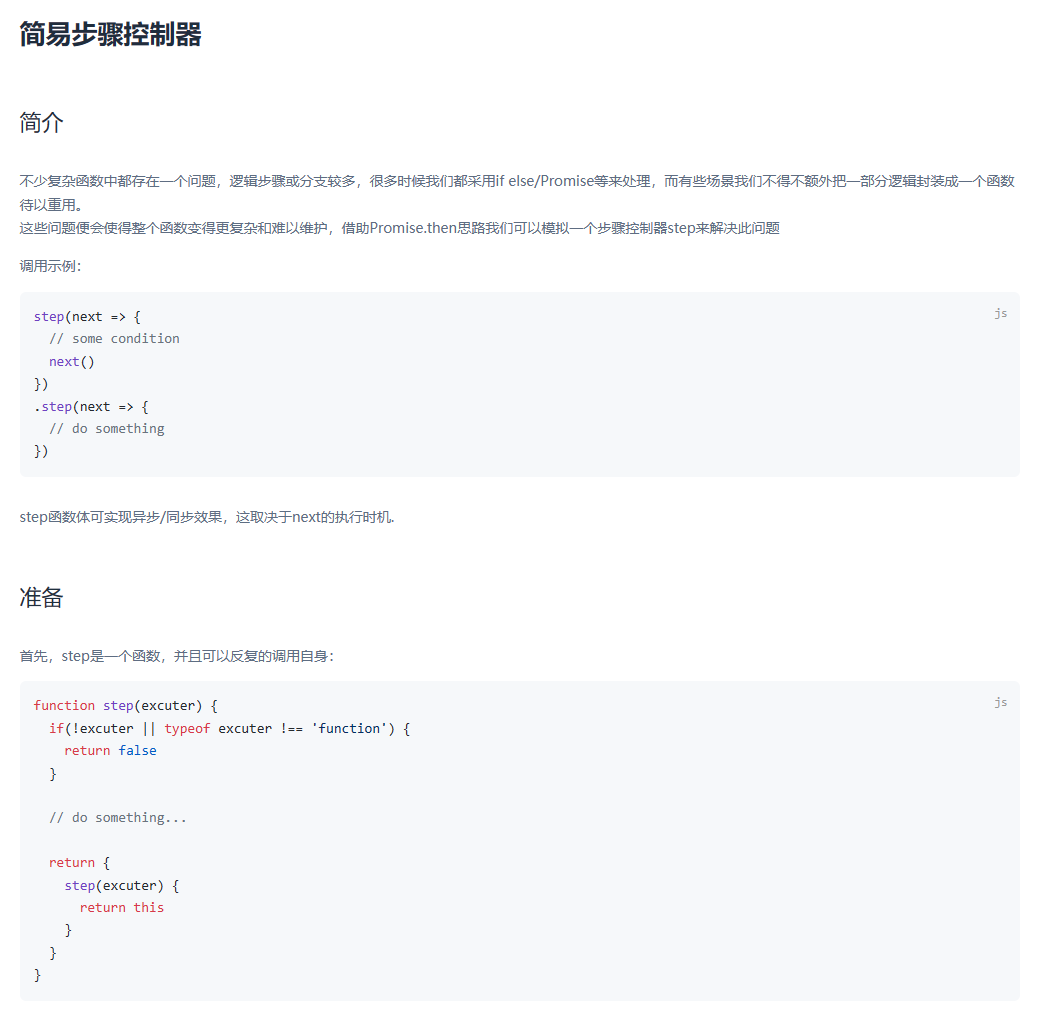 简易步骤控制器
简介
不少复杂函数中都存在一个问题，逻辑步骤或分支较多，很多时候我们都采用if else/Promise等来处理，而有些场景我们不得不额外把一部分逻辑封装成一个函数
待以重用。
这些问题便会使得整个函数变得更复杂和难以维护，借助Promise.then思路我们可以模拟一个步骤控制器step来解决此问题
调用示例：
js
step(next => {
  // some condition
  next()
})
.step(next => {
  // do something
})
step函数体可实现异步/同步效果，这取决于next的执行时机.
准备
首先，step是一个函数，并且可以反复的调用自身：
js
function step(excuter) {
  if(!excuter || typeof excuter !== 'function') {
    return false
  }
  // do something...
  return {
    step(excuter) {
      return this
    }
  }
}